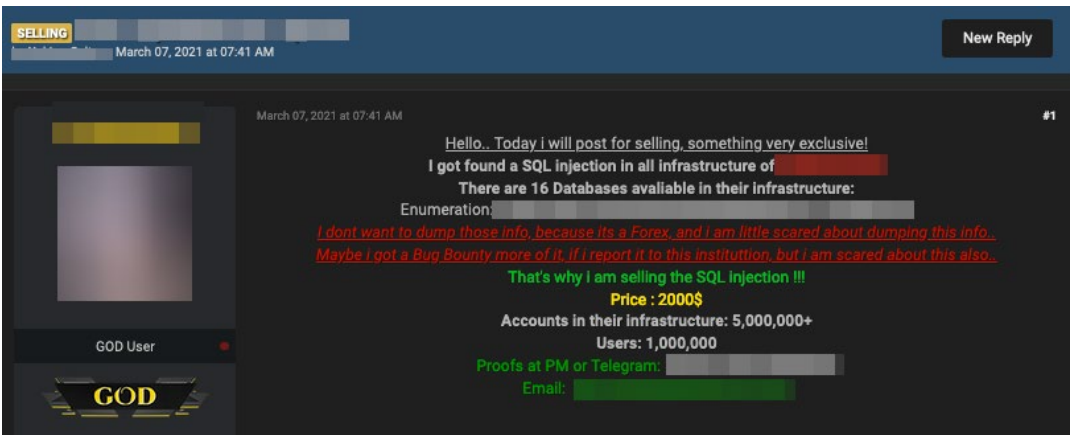 SELLING
March 07, 2021 at 07:41 AM
New Reply
March 07, 2021 at 07:41 AM
#1
Hello.. Today i will post for selling, something very exclusive!
I got found a SQL injection in all infrastructure of
There are 16 Databases avaliable in their infrastructure:
Enumeration:
I dont want to dump those info, because its a Forex, and i am little scared about dumping this info..
Maybe i got a Bug Bounty more of it, if i report it to this instituttion, but i am scared about this also..
That's why i am selling the SQL injection !!!
Price : 2000$
Accounts in their infrastructure: 5,000,000+
Users: 1,000,000
Proofs at PM or Telegram:
Email:
GOD User
GOD